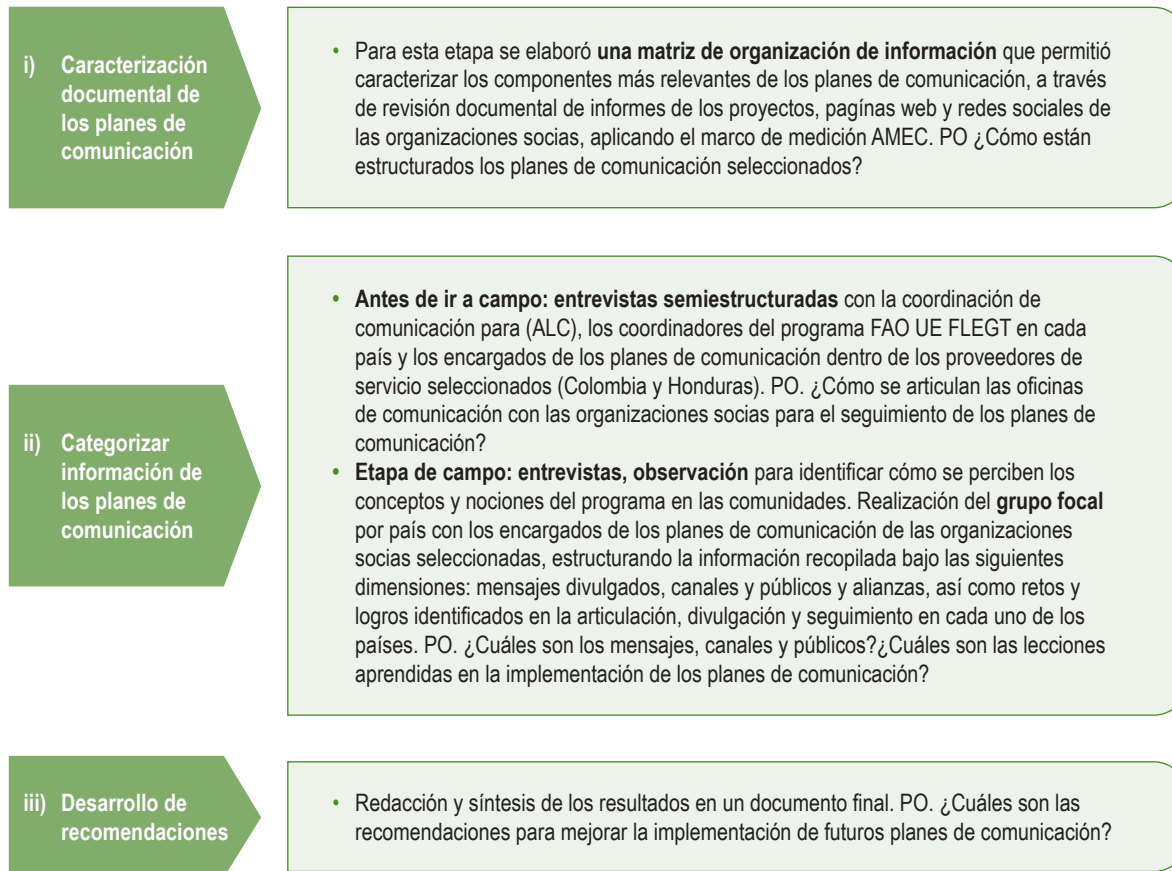 i) Caracterización
documental de
los planes de
comunicación
• Para esta etapa se elaboró una matriz de organización de información que permitió
caracterizar los componentes más relevantes de los planes de comunicación, a través
de revisión documental de informes de los proyectos, pagínas web y redes sociales de
las organizaciones socias, aplicando el marco de medición AMEC. PO ¿Cómo están
estructurados los planes de comunicación seleccionados?
ii) Categorizar
información de
los planes de
comunicación
• Antes de ir a campo: entrevistas semiestructuradas con la coordinación de
comunicación para (ALC), los coordinadores del programa FAO UE FLEGT en cada
país y los encargados de los planes de comunicación dentro de los proveedores de
servicio seleccionados (Colombia y Honduras). PO. ¿Cómo se articulan las oficinas
de comunicación con las organizaciones socias para el seguimiento de los planes de
comunicación?
• Etapa de campo: entrevistas, observación para identificar cómo se perciben los
conceptos y nociones del programa en las comunidades. Realización del grupo focal
por país con los encargados de los planes de comunicación de las organizaciones
socias seleccionadas, estructurando la información recopilada bajo las siguientes
dimensiones: mensajes divulgados, canales y públicos y alianzas, así como retos y
logros identificados en la articulación, divulgación y seguimiento en cada uno de los
países. PO. ¿Cuáles son los mensajes, canales y públicos?¿Cuáles son las lecciones
aprendidas en la implementación de los planes de comunicación?
iii) Desarrollo de
recomendaciones
• Redacción y síntesis de los resultados en un documento final. PO. ¿Cuáles son las
recomendaciones para mejorar la implementación de futuros planes de comunicación?